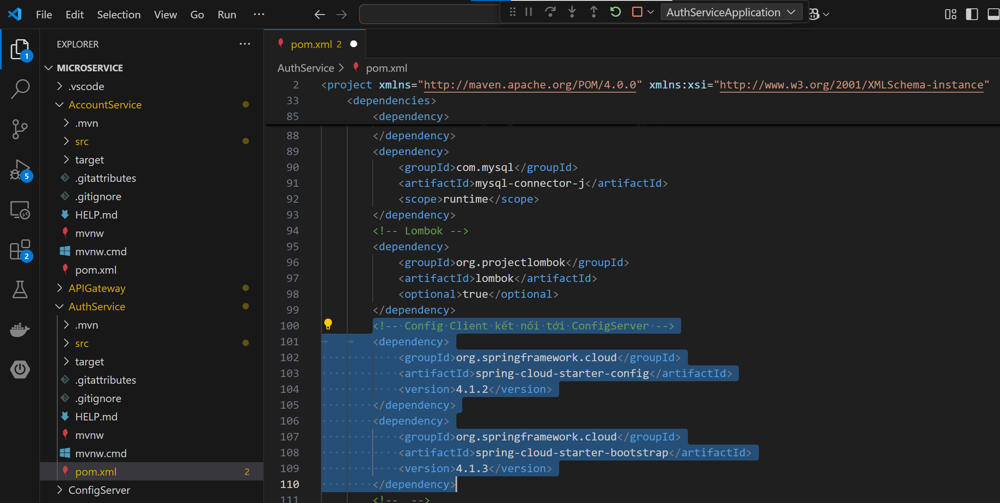 File Edit Selection View Go Run ···
AuthServiceApplication
EXPLORER ···
1
5
2
MICROSERVICE
.vscode
AccountService
.mvn
src
target
.gitattributes
.gitignore
HELP.md
mvnw
mvnw.cmd
pom.xml
APIGateway
AuthService
.mvn
src
target
.gitattributes
.gitignore
HELP.md
mvnw
mvnw.cmd
pom.xml 2
ConfigServer
pom.xml 2
AuthService > pom.xml
2 <project xmlns="http://maven.apache.org/POM/4.0.0" xmlns:xsi="http://www.w3.org/2001/XMLSchema-instance"
33 <dependencies>
85 <dependency>
88 </dependency>
89 <dependency>
90 <groupId>com.mysql</groupId>
91 <artifactId>mysql-connector-j</artifactId>
92 <scope>runtime</scope>
93 </dependency>
94 <!-- Lombok -->
95 <dependency>
96 <groupId>org.projectlombok</groupId>
97 <artifactId>lombok</artifactId>
98 <optional>true</optional>
99 </dependency>
100 <!-- Config Client kết nối tới ConfigServer -->
101 <dependency>
102 <groupId>org.springframework.cloud</groupId>
103 <artifactId>spring-cloud-starter-config</artifactId>
104 <version>4.1.2</version>
105 </dependency>
106 <dependency>
107 <groupId>org.springframework.cloud</groupId>
108 <artifactId>spring-cloud-starter-bootstrap</artifactId>
109 <version>4.1.3</version>
110 </dependency>
111 <!-- -->